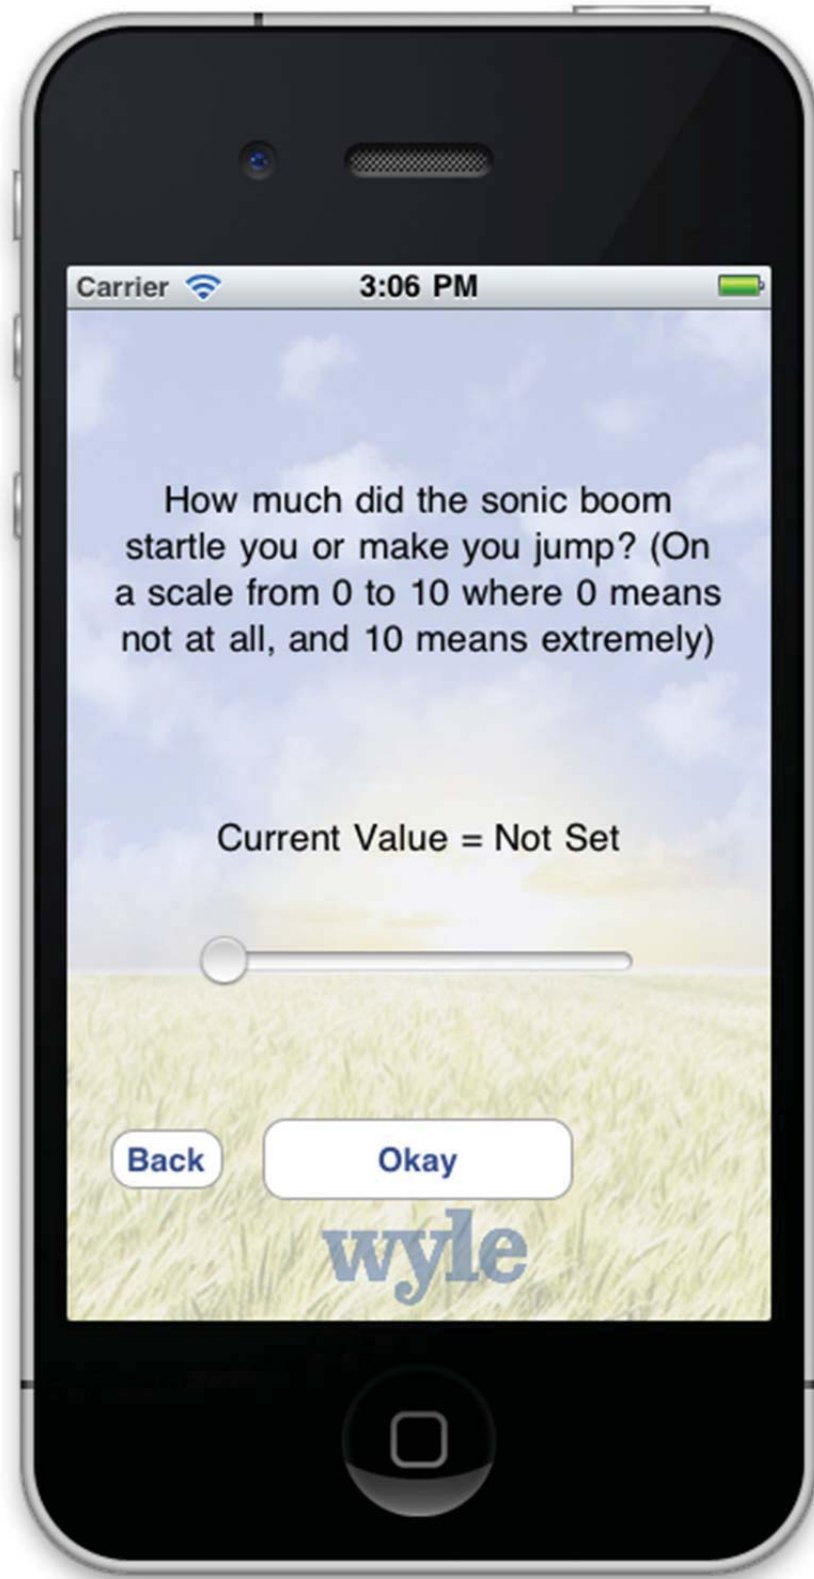 Carrier 3:06 PM
How much did the sonic boom
startle you or make you jump? (On
a scale from 0 to 10 where 0 means
not at all, and 10 means extremely)
Current Value = Not Set
Back Okay
wyle